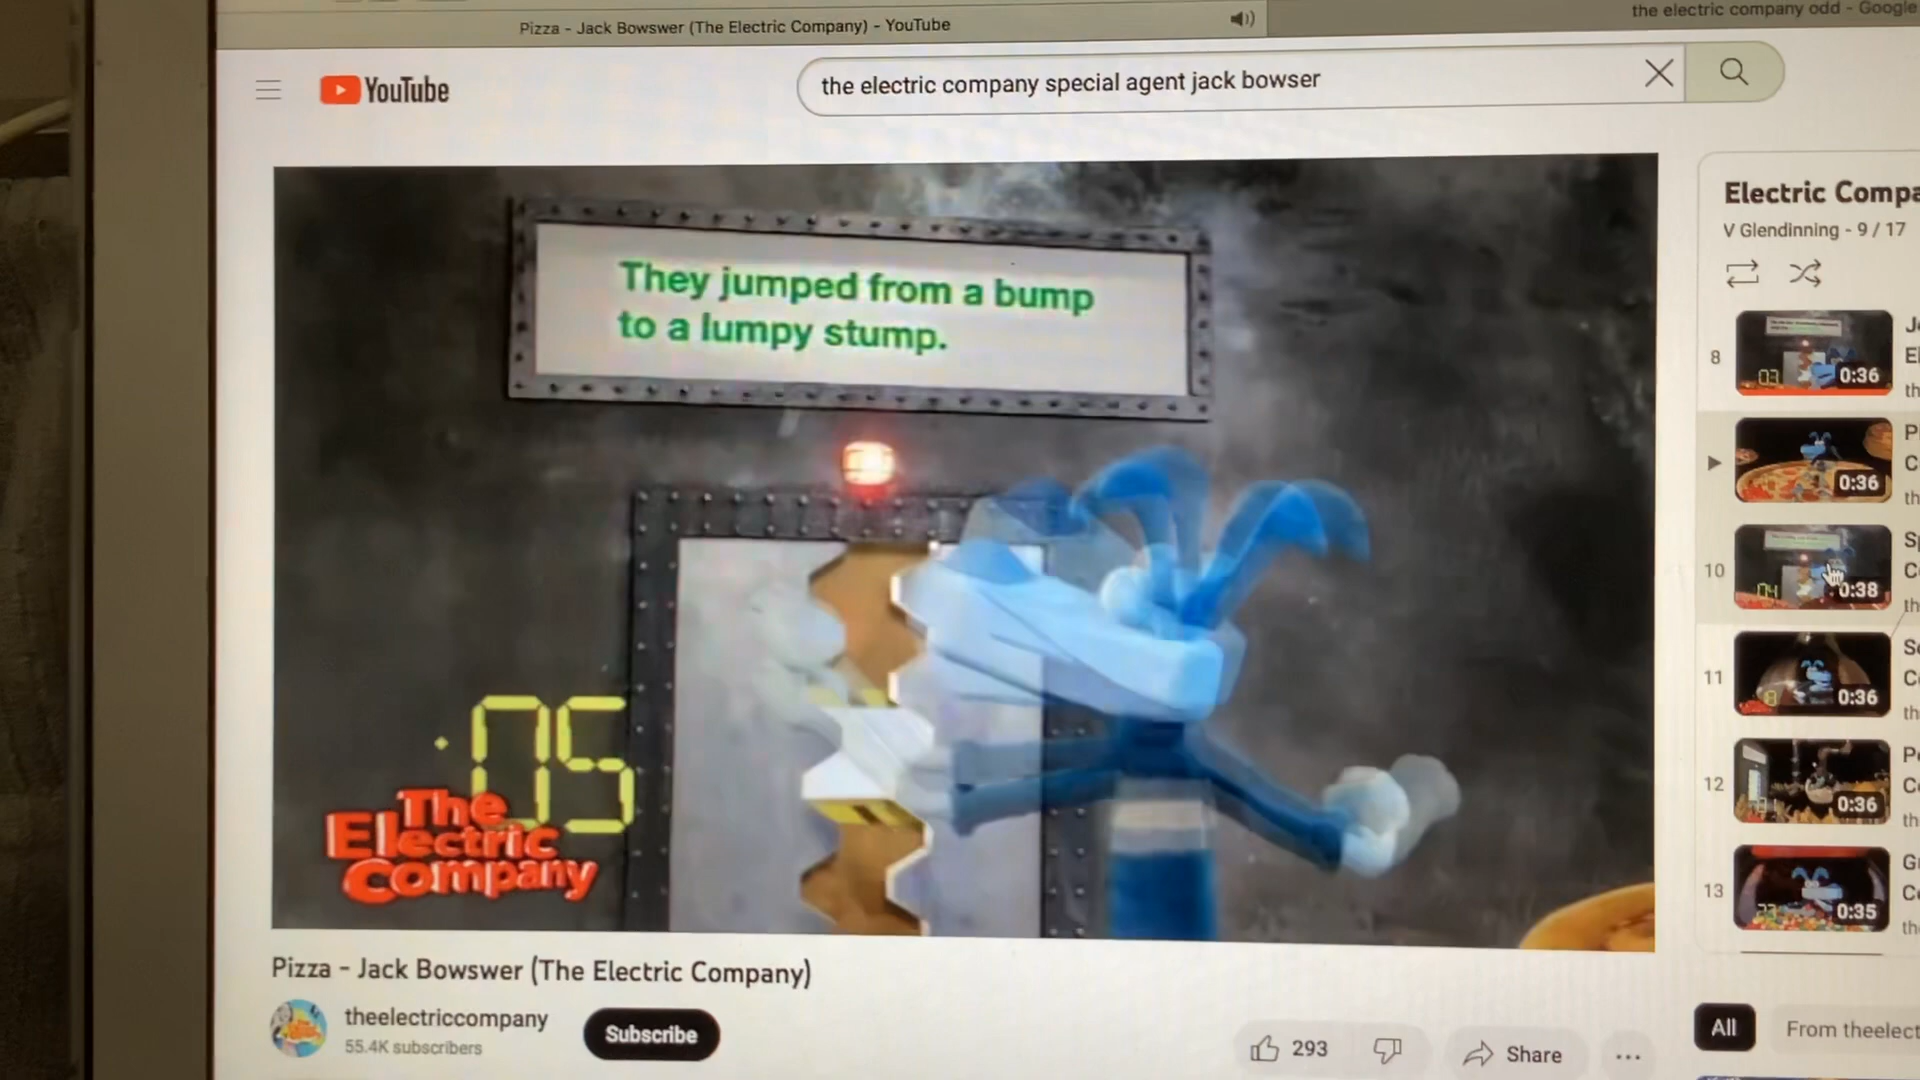 Pizza - Jack Bowswer (The Electric Company) - YouTube
the electric company odd - Google
YouTube
the electric company special agent jack bowser
They jumped from a bump
to a lumpy stump.
:05
The
Electric
Company
Pizza - Jack Bowswer (The Electric Company)
theelectriccompany
55.4K subscribers
Subscribe
293
Share
V Glendinning - 9 / 17
Electric Compa
8
03
0:36
0:36
10
04
0:38
11
0:36
12
0:36
13
23
0:35
All
From theelect